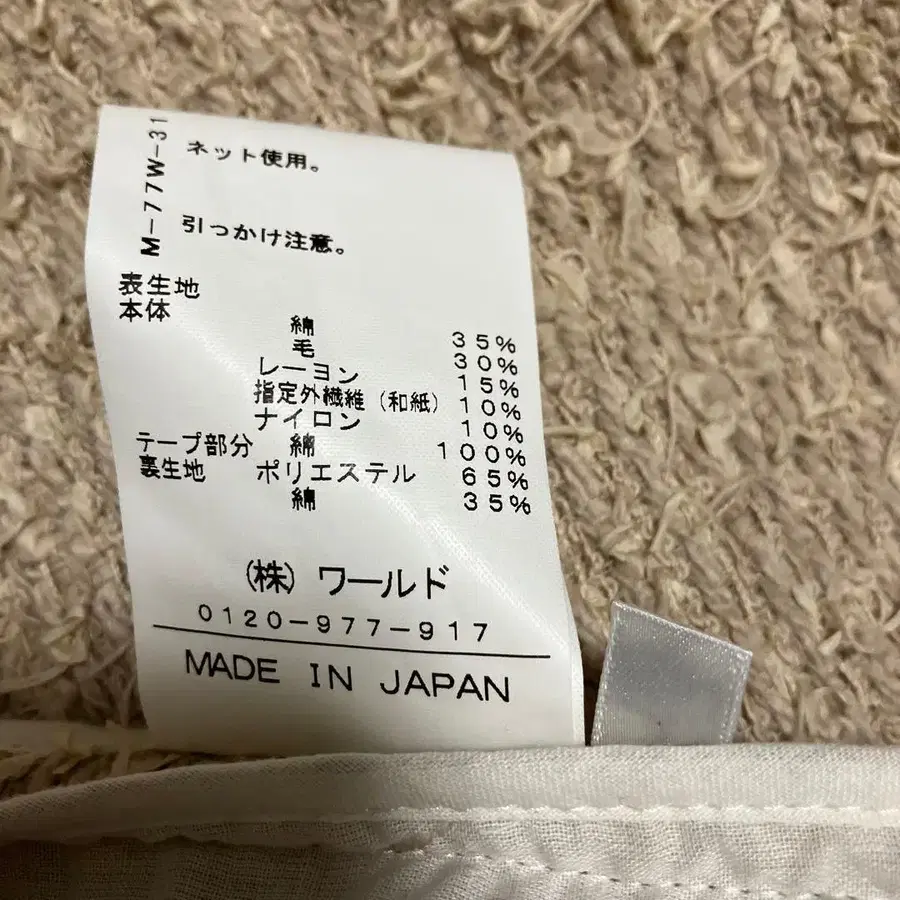 M-77W-31
ネット使用。
引っかけ注意。
表生地
本体
綿 35%
毛 30%
レーヨン 15%
指定外繊維(和紙) 10%
ナイロン 10%
テープ部分 綿 100%
裏生地 ポリエステル 65%
綿 35%
(株) ワールド
0120-977-917
MADE IN JAPAN